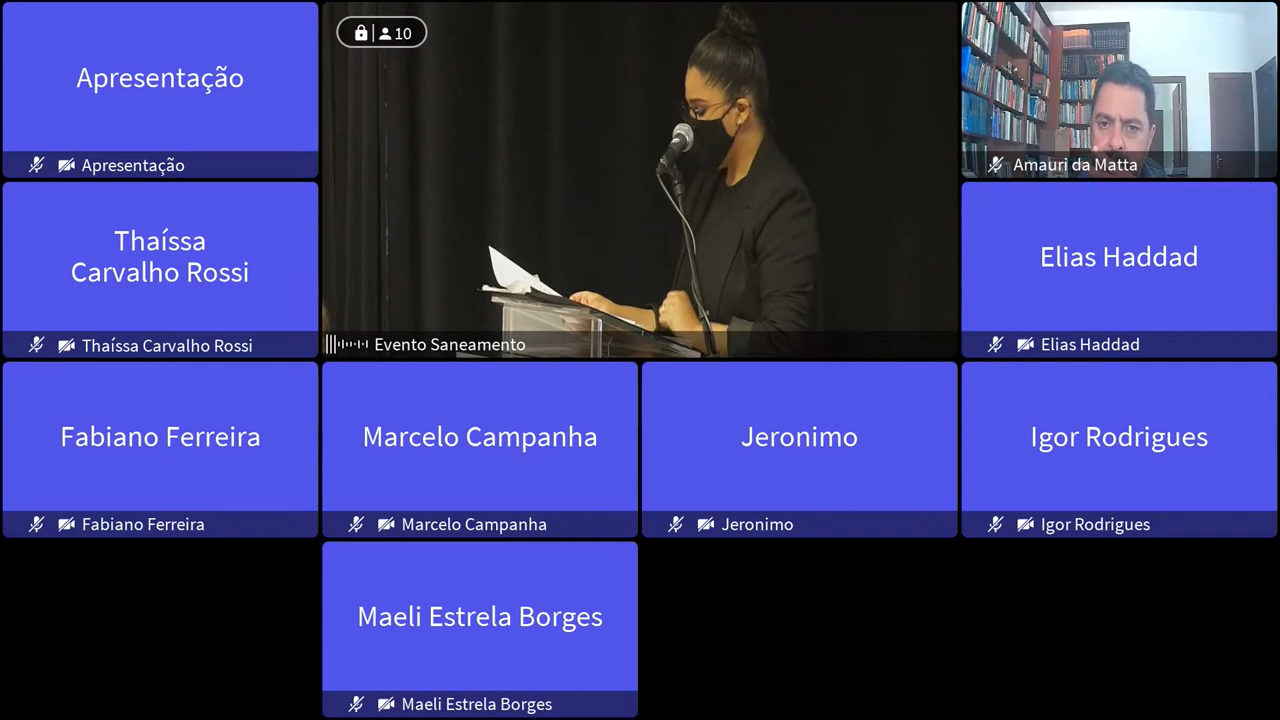 Apresentação
Apresentação
10
Evento Saneamento
Amauri da Matta
Thaíssa
Carvalho Rossi
Thaíssa Carvalho Rossi
Elias Haddad
Elias Haddad
Fabiano Ferreira
Fabiano Ferreira
Marcelo Campanha
Marcelo Campanha
Jeronimo
Jeronimo
Igor Rodrigues
Igor Rodrigues
Maeli Estrela Borges
Maeli Estrela Borges